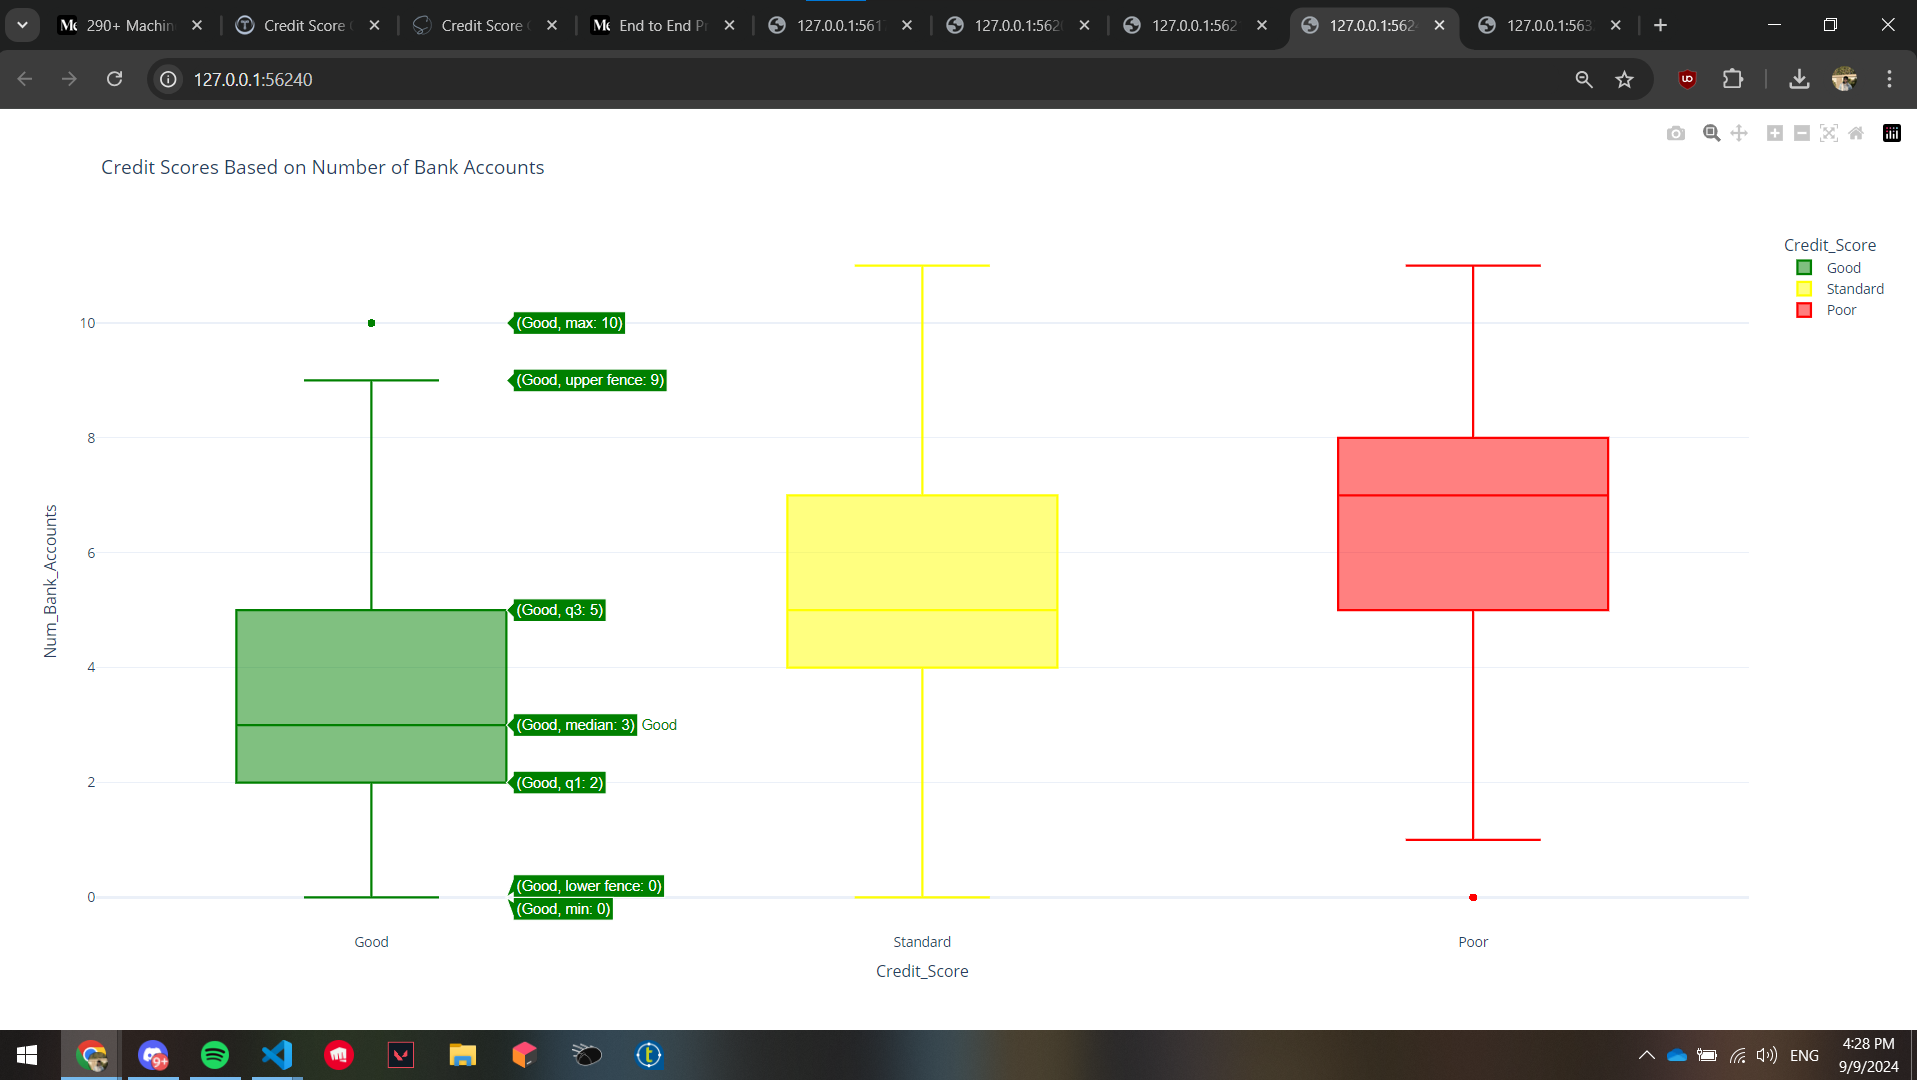 290+ Machin
Credit Score
Credit Score
End to End Pr
127.0.0.1:561
127.0.0.1:562
127.0.0.1:562
127.0.0.1:562
127.0.0.1:563
127.0.0.1:56240
Credit Scores Based on Number of Bank Accounts
Credit_Score
Good
Standard
Poor
10
8
6
4
2
0
Num_Bank_Accounts
(Good, max: 10)
(Good, upper fence: 9)
(Good, q3: 5)
(Good, median: 3) Good
(Good, q1: 2)
(Good, lower fence: 0)
(Good, min: 0)
Good
Standard
Poor
Credit_Score
9+
ENG
4:28 PM
9/9/2024